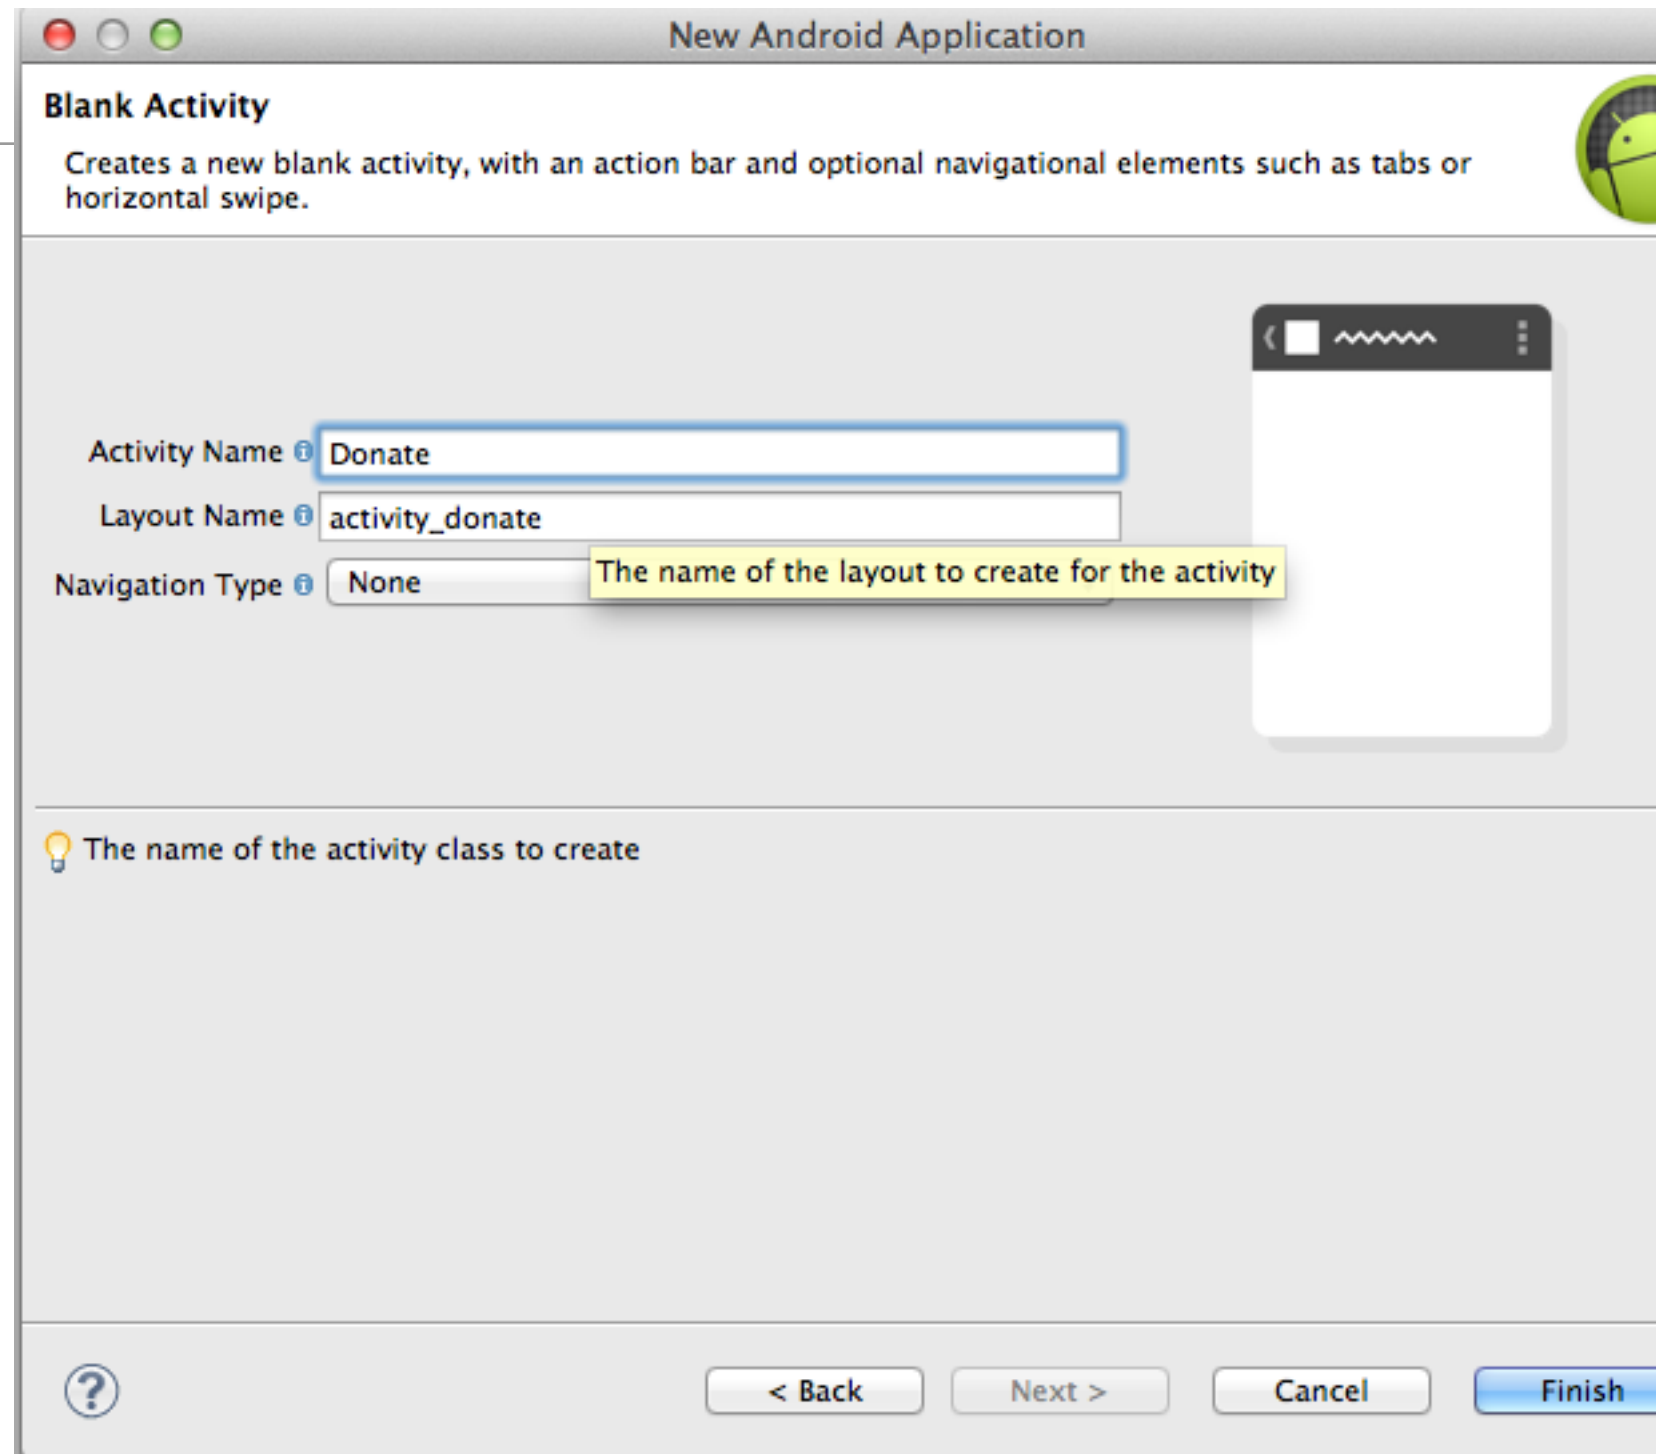 New Android Application
Blank Activity
Creates a new blank activity, with an action bar and optional navigational elements such as tabs or
horizontal swipe.
Activity Name
Donate
Layout Name
activity_donate
Navigation Type
None
The name of the layout to create for the activity
The name of the activity class to create
?
< Back
Next >
Cancel
Finish